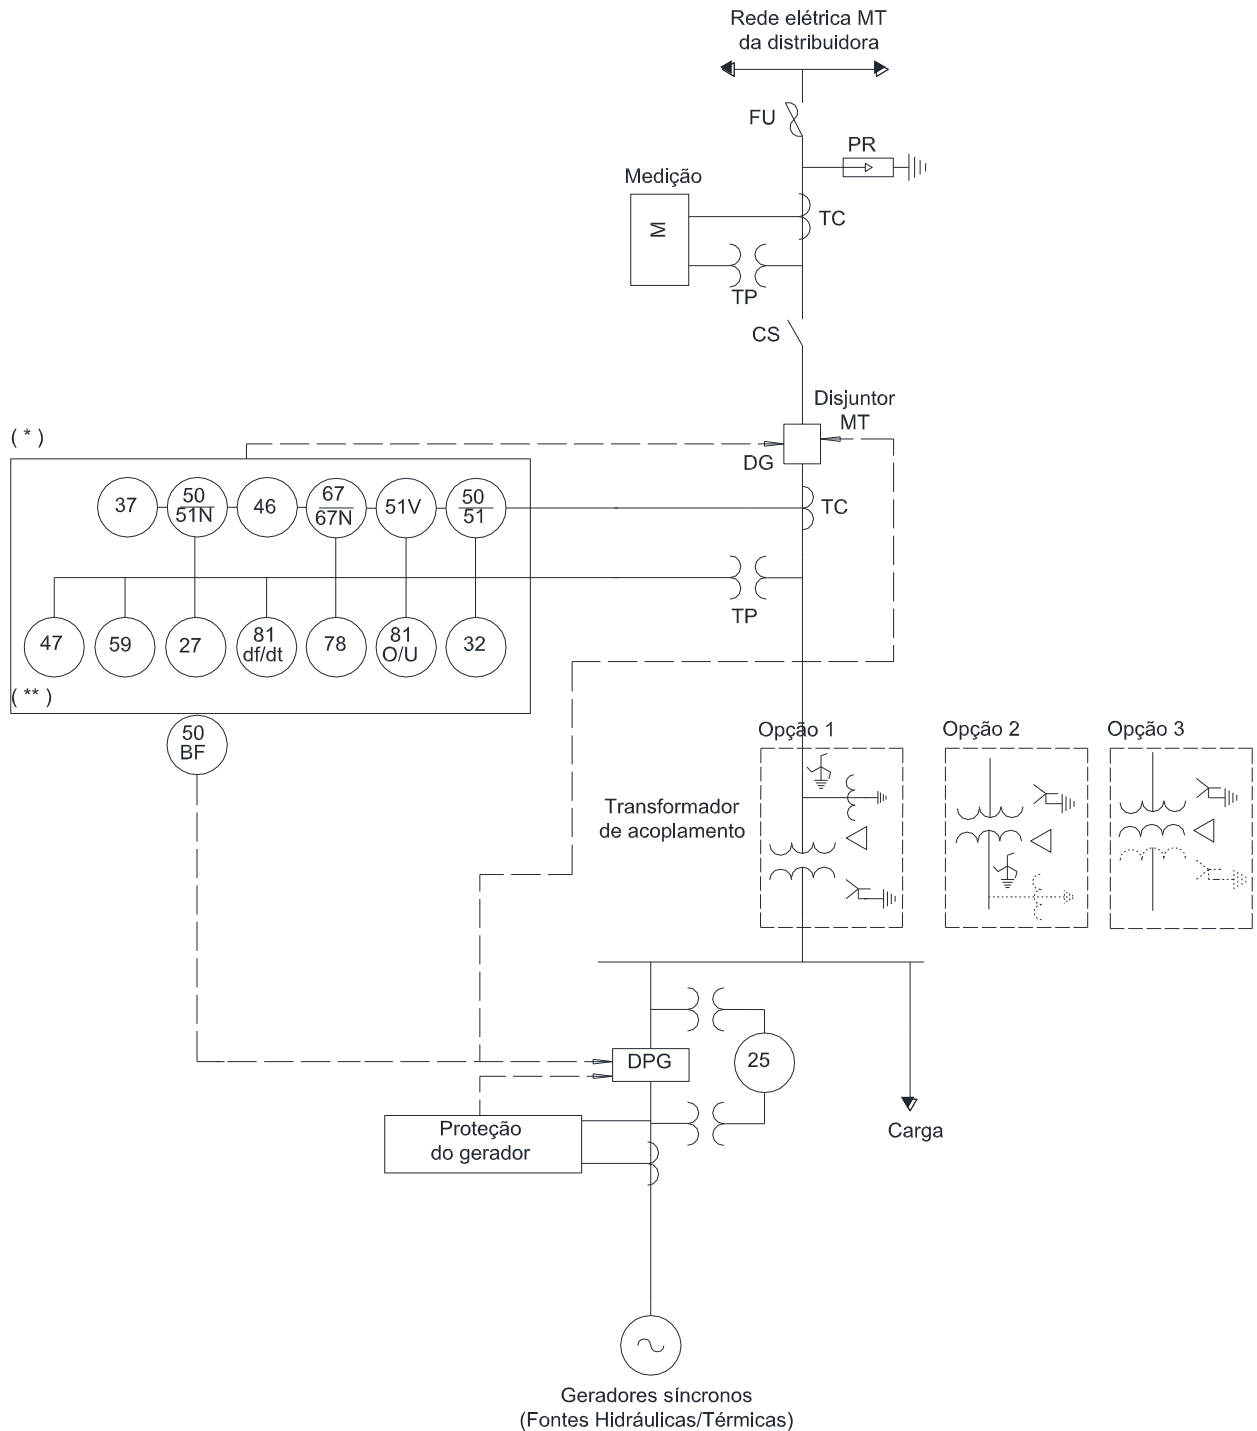 Rede elétrica MT
da distribuidora
FU
PR
Medição
TC
M
TP
CS
Disjuntor
MT
( * )
DG
37
50
51N
46
67
67N
51V
50
51
TC
TP
47
59
27
81
df/dt
78
81
O/U
32
( ** )
50
BF
Opção 1
Opção 2
Opção 3
Transformador
de acoplamento
DPG
25
Proteção
do gerador
Carga
Geradores síncronos
(Fontes Hidráulicas/Térmicas)